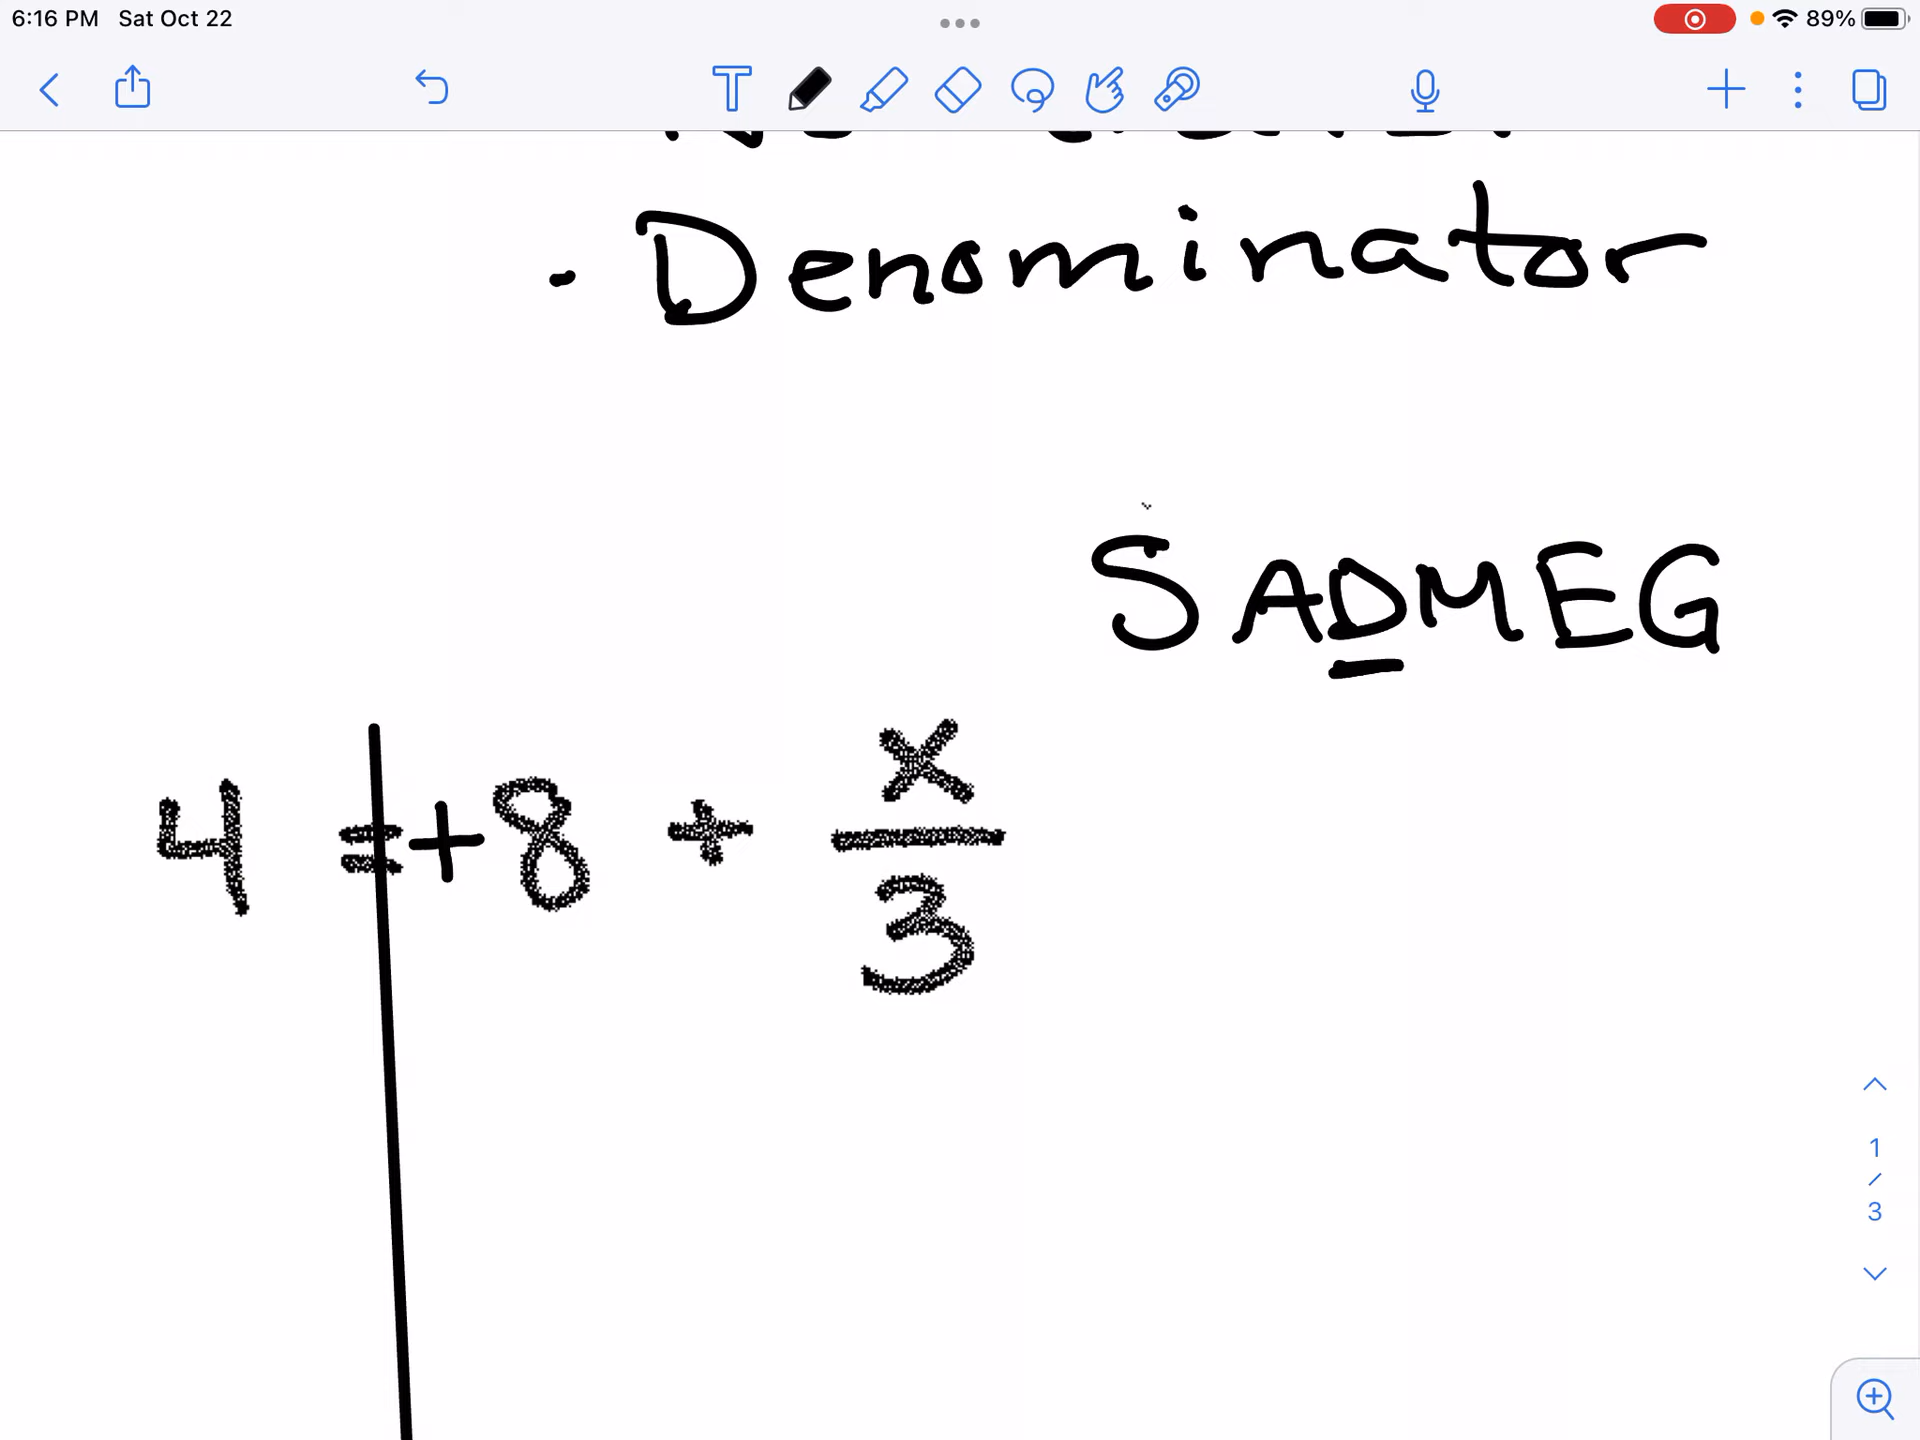 6:16 PM Sat Oct 22
89%
· Denominator
SADMEG
4 = +8 + x/3
1
/
3